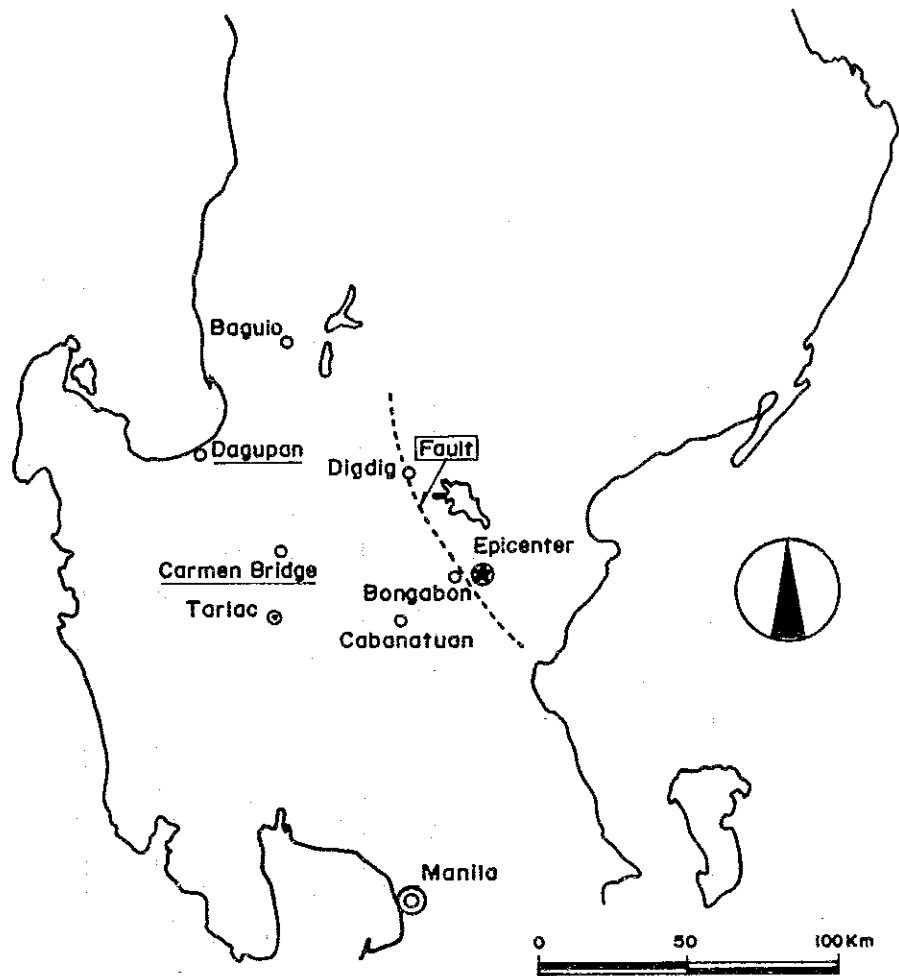 Baguio
Dagupan
Fault
Digdig
Epicenter
Carmen Bridge
Bongabon
Tarlac
Cabanatuan
Manila
0 50 100Km